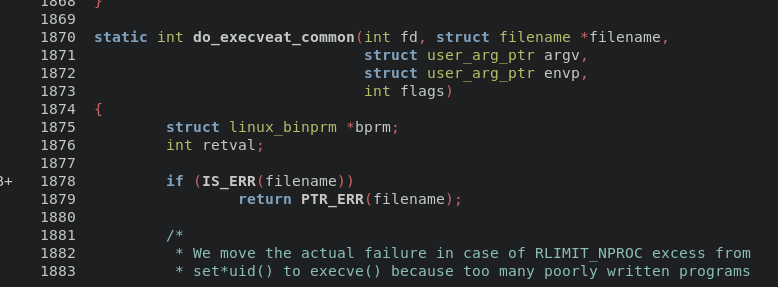 1868 }
1869
1870 static int do_execveat_common(int fd, struct filename *filename,
1871 struct user_arg_ptr argv,
1872 struct user_arg_ptr envp,
1873 int flags)
1874 {
1875 struct linux_binprm *bprm;
1876 int retval;
1877
B+ 1878 if (IS_ERR(filename))
1879 return PTR_ERR(filename);
1880
1881 /*
1882 * We move the actual failure in case of RLIMIT_NPROC excess from
1883 * set*uid() to execve() because too many poorly written programs